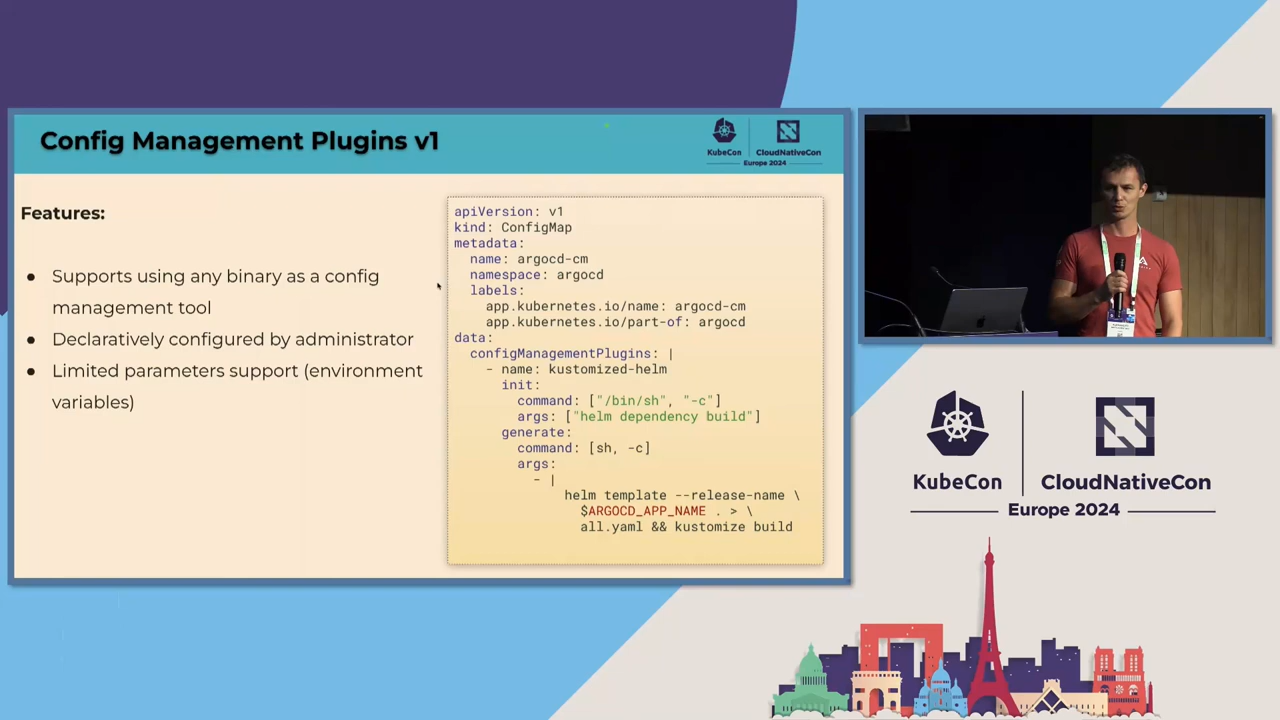 Config Management Plugins v1
KubeCon
CloudNativeCon
Europe 2024
Features:
● Supports using any binary as a config
management tool
● Declaratively configured by administrator
● Limited parameters support (environment
variables)
apiVersion: v1
kind: ConfigMap
metadata:
  name: argocd-cm
  namespace: argocd
  labels:
    app.kubernetes.io/name: argocd-cm
    app.kubernetes.io/part-of: argocd
data:
  configManagementPlugins: |
    - name: kustomized-helm
      init:
        command: ["/bin/sh", "-c"]
        args: ["helm dependency build"]
      generate:
        command: [sh, -c]
        args:
          - |
              helm template --release-name \
                $ARGOCD_APP_NAME . > \
                all.yaml && kustomize build
KubeCon
CloudNativeCon
Europe 2024